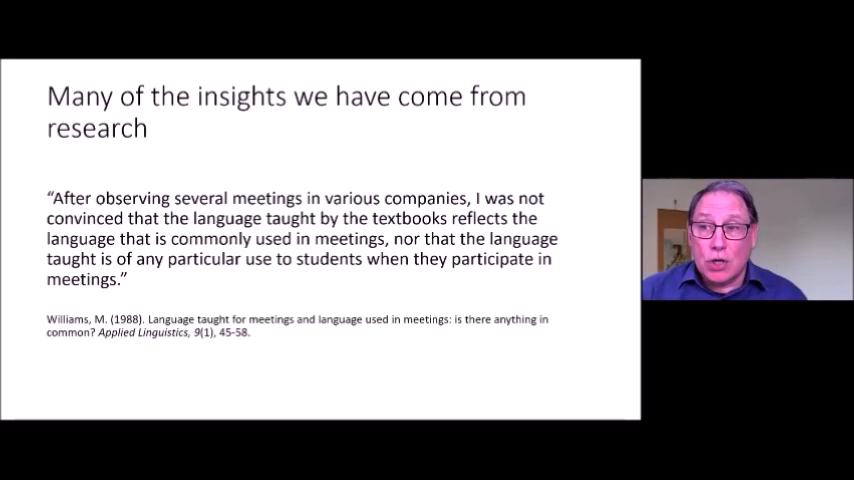 Many of the insights we have come from
research
“After observing several meetings in various companies, I was not
convinced that the language taught by the textbooks reflects the
language that is commonly used in meetings, nor that the language
taught is of any particular use to students when they participate in
meetings.”
Williams, M. (1988). Language taught for meetings and language used in meetings: is there anything in
common? Applied Linguistics, 9(1), 45-58.